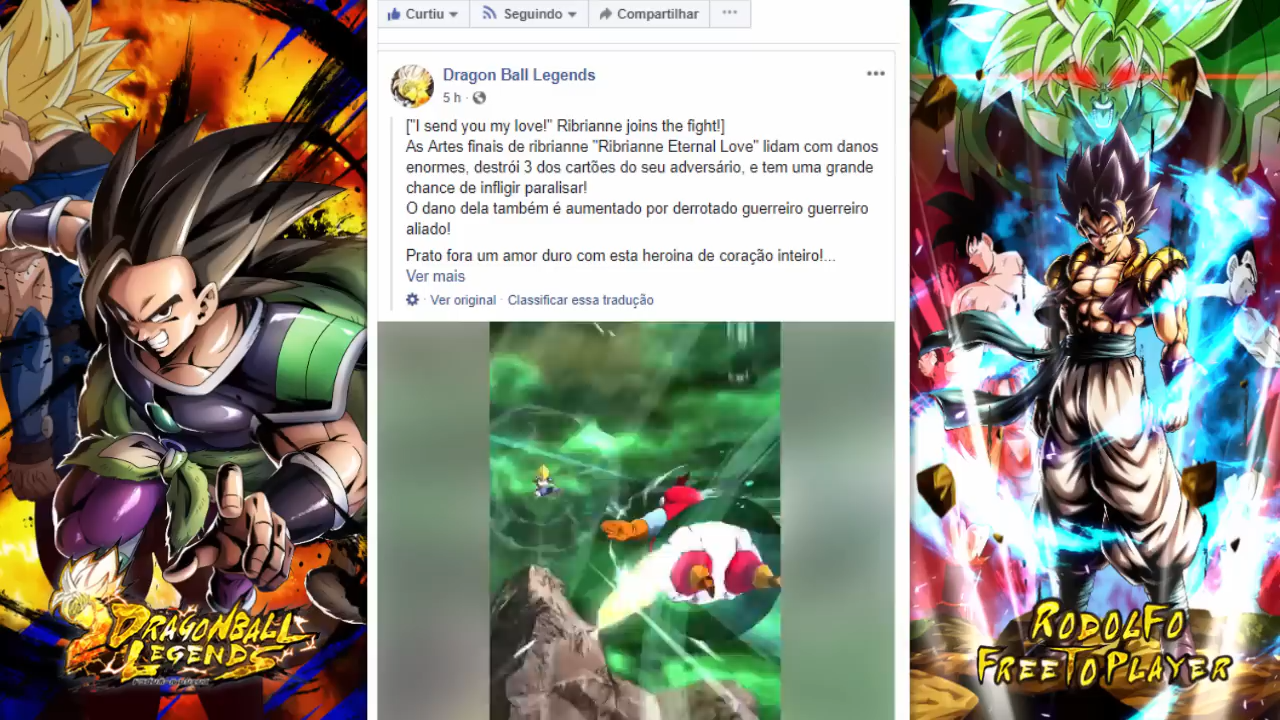 Curtiu Seguindo Compartilhar
Dragon Ball Legends
5 h ·
["I send you my love!" Ribrianne joins the fight!]
As Artes finais de ribrianne "Ribrianne Eternal Love" lidam com danos
enormes, destrói 3 dos cartões do seu adversário, e tem uma grande
chance de infligir paralisar!
O dano dela também é aumentado por derrotado guerreiro guerreiro
aliado!
Prato fora um amor duro com esta heroina de coração inteiro!...
Ver mais
· Ver original · Classificar essa tradução
DRAGONBALL
LEGENDS
RODOLFO
FREETOPLAYER